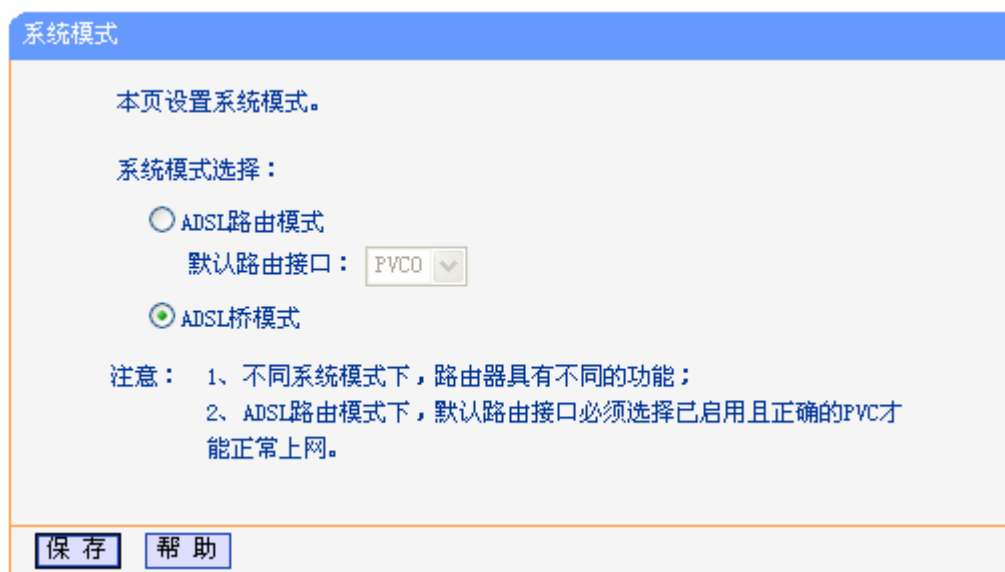 系统模式
本页设置系统模式。
系统模式选择：
ADSL路由模式
默认路由接口： PVC0
ADSL桥模式
注意： 1、不同系统模式下，路由器具有不同的功能；
2、ADSL路由模式下，默认路由接口必须选择已启用且正确的PVC才
能正常上网。
保 存 帮 助